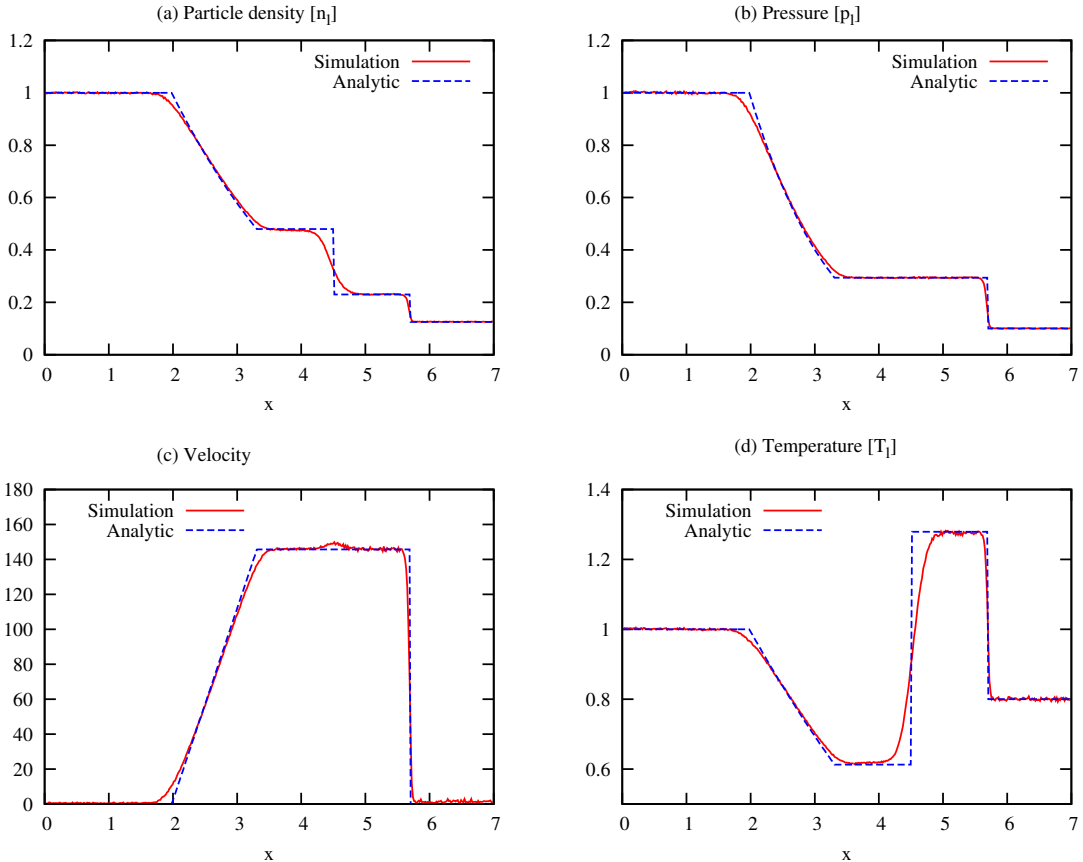 (a) Particle density [n_l]
1.2
1
0.8
0.6
0.4
0.2
0
0 1 2 3 4 5 6 7
x
Simulation
Analytic
(b) Pressure [p_l]
1.2
1
0.8
0.6
0.4
0.2
0
0 1 2 3 4 5 6 7
x
Simulation
Analytic
(c) Velocity
180
160
140
120
100
80
60
40
20
0
0 1 2 3 4 5 6 7
x
Simulation
Analytic
(d) Temperature [T_l]
1.4
1.2
1
0.8
0.6
0 1 2 3 4 5 6 7
x
Simulation
Analytic